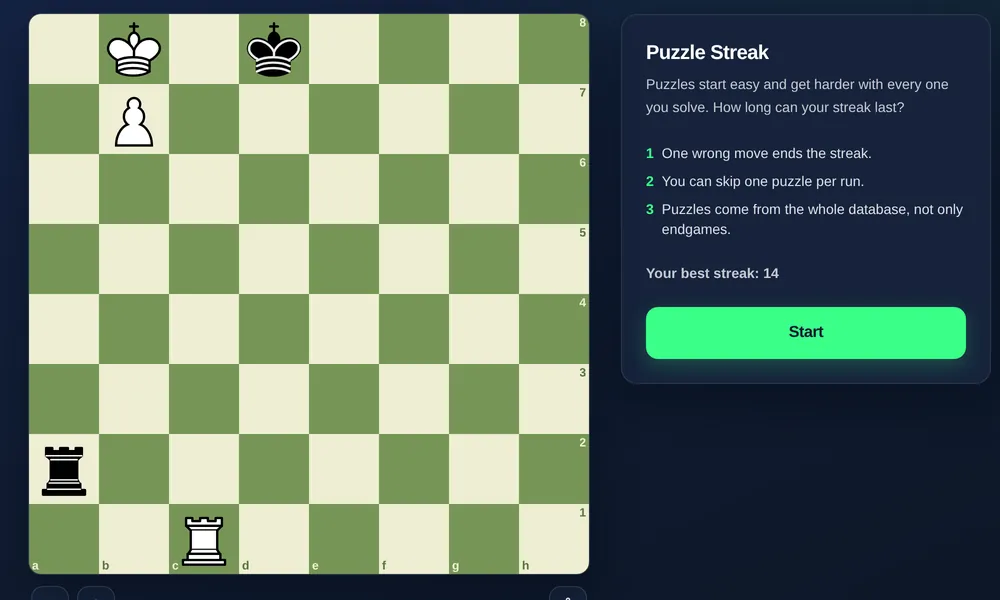 8
7
6
5
4
3
2
1
a b c d e f g h
Puzzle Streak
Puzzles start easy and get harder with every one
you solve. How long can your streak last?
1 One wrong move ends the streak.
2 You can skip one puzzle per run.
3 Puzzles come from the whole database, not only
endgames.
Your best streak: 14
Start